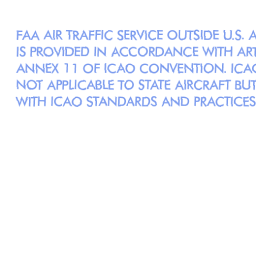 FAA AIR TRAFFIC SERVICE OUTSIDE U.S.
IS PROVIDED IN ACCORDANCE WITH
ANNEX 11 OF ICAO CONVENTION.
NOT APPLICABLE TO STATE AIRCRAFT BUT
WITH ICAO STANDARDS AND PRACTICES